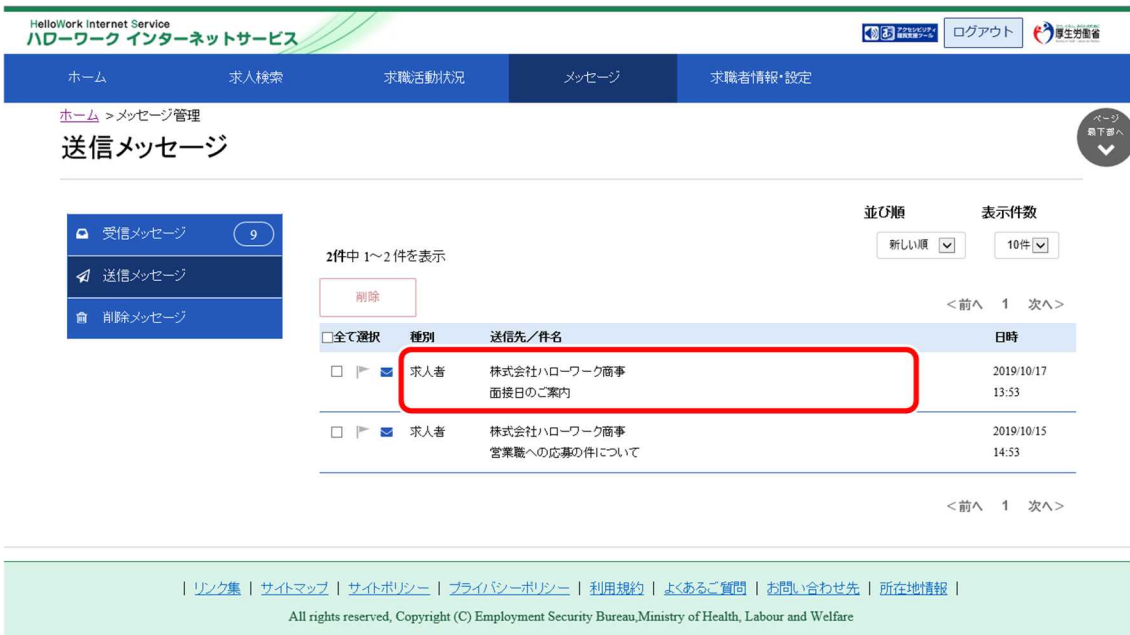 HelloWork Internet Service
ハローワーク インターネットサービス
ログアウト
厚生労働省
ホーム 求人検索 求職活動状況 メッセージ 求職者情報・設定
ホーム >メッセージ管理
ページ
最下部へ
送信メッセージ
並び順 表示件数
受信メッセージ 9
新しい順 10件
2件中 1～2 件を表示
送信メッセージ
削除
<前へ 1 次へ>
削除メッセージ
全て選択 種別 送信先／件名 日時
求人者 株式会社ハローワーク商事 2019/10/17
面接日のご案内 13:53
求人者 株式会社ハローワーク商事 2019/10/15
営業職への応募の件について 14:53
<前へ 1 次へ>
| リンク集 | サイトマップ | サイトポリシー | プライバシーポリシー | 利用規約 | よくあるご質問 | お問い合わせ先 | 所在地情報 |
All rights reserved, Copyright (C) Employment Security Bureau,Ministry of Health, Labour and Welfare